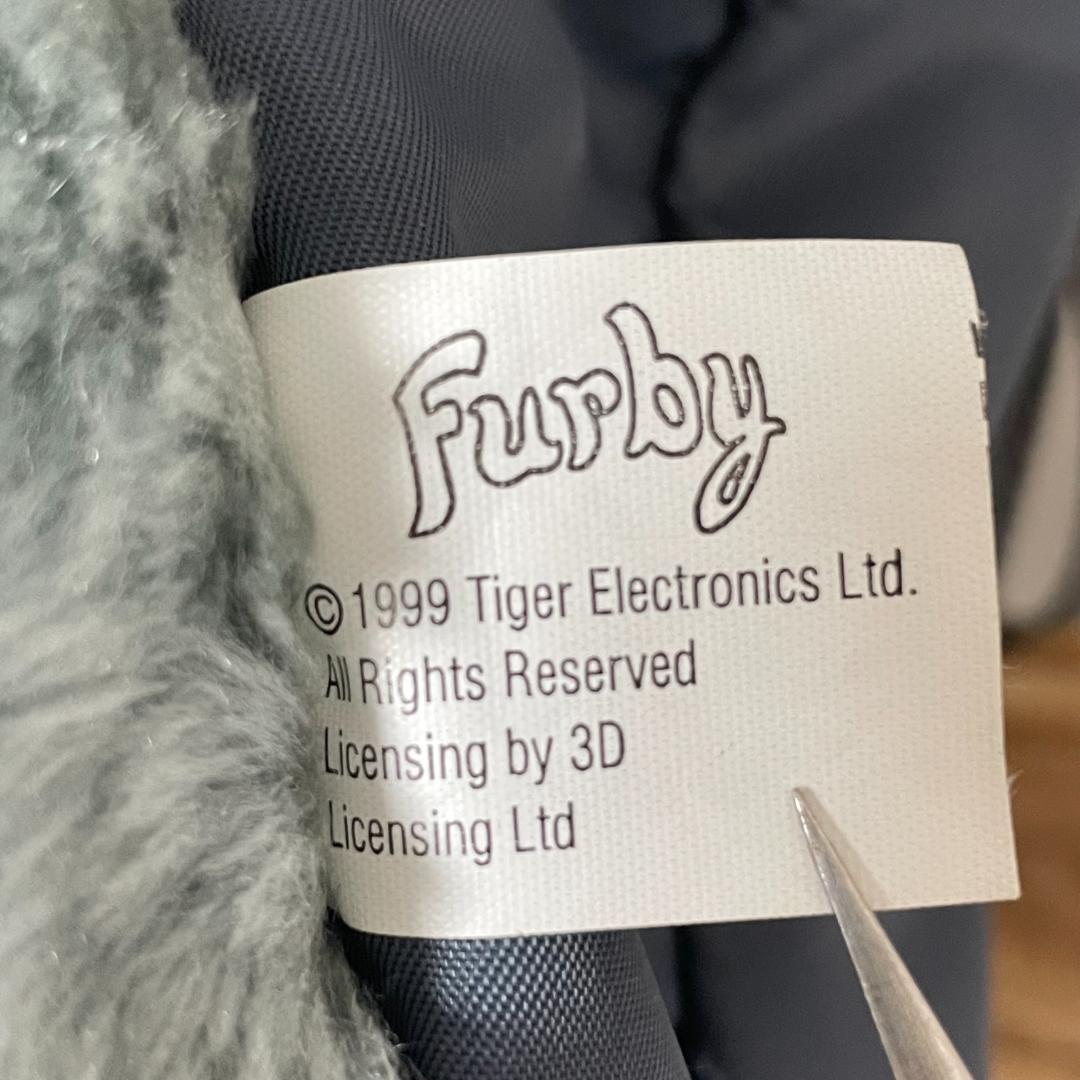 Furby
©1999 Tiger Electronics Ltd.
All Rights Reserved
Licensing by 3D
Licensing Ltd